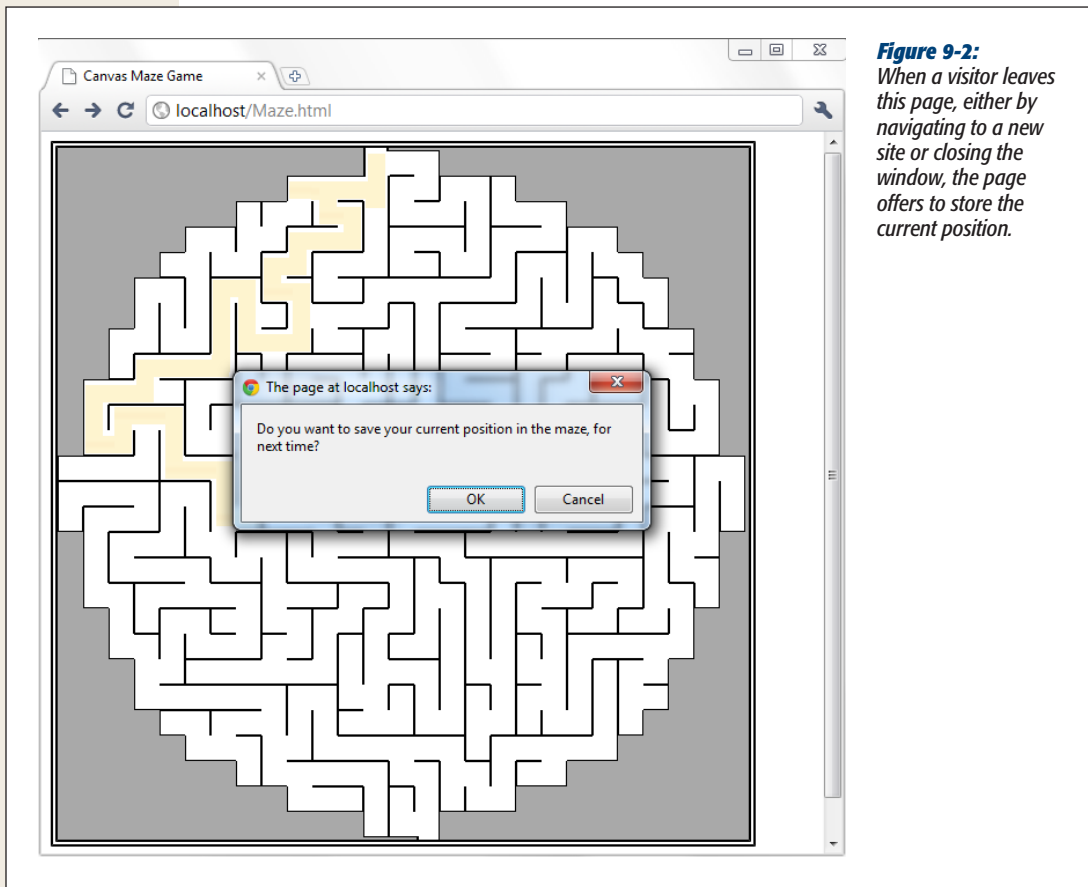 Canvas Maze Game
localhost/Maze.html
The page at localhost says:
Do you want to save your current position in the maze, for
next time?
OK
Cancel
Figure 9-2:
When a visitor leaves
this page, either by
navigating to a new
site or closing the
window, the page
offers to store the
current position.